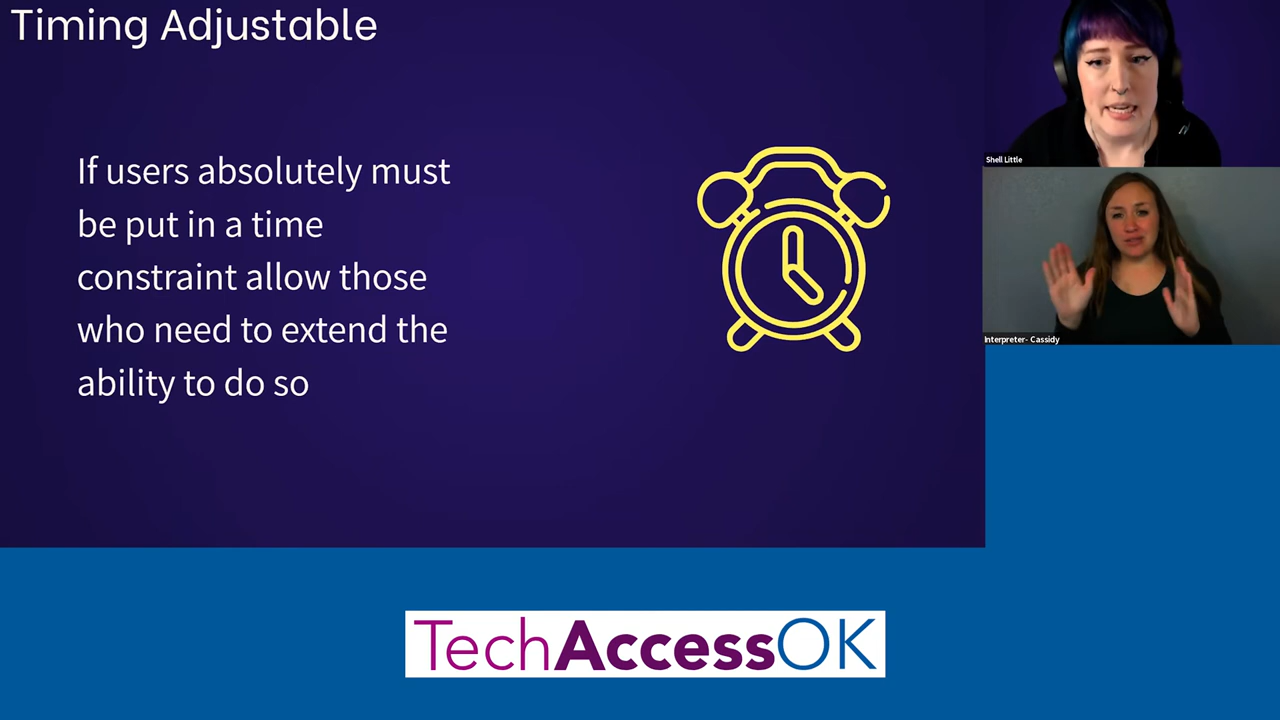 Timing Adjustable
If users absolutely must
be put in a time
constraint allow those
who need to extend the
ability to do so
Shell Little
Interpreter- Cassidy
TechAccessOK